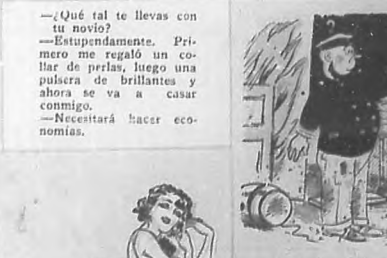 —¿Qué tal te llevas con
tu novio?
—Estupendamente. Pri-
mero me regaló un co-
llar de perlas, luego una
pulsera de brillantes y
ahora se va a casar
conmigo.
—Necesitará hacer eco-
nomías.